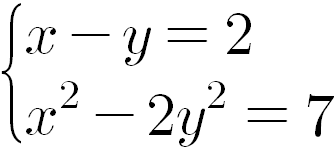 x − y = 2
x² − 2y² = 7